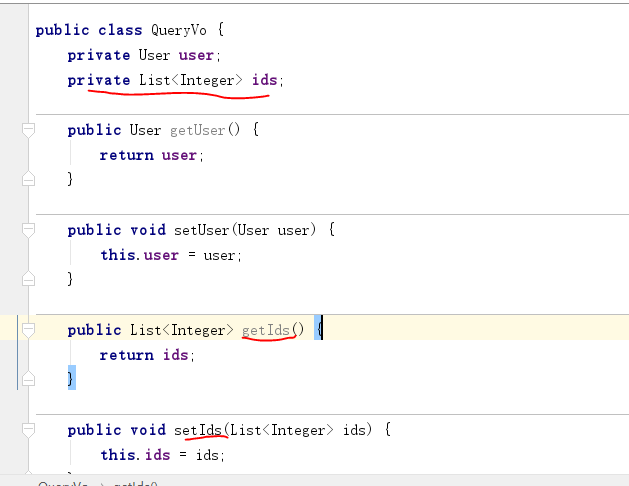 public class QueryVo {
private User user;
private List<Integer> ids;
public User getUser() {
return user;
}
public void setUser(User user) {
this.user = user;
}
public List<Integer> getIds() {
return ids;
}
public void setIds(List<Integer> ids) {
this.ids = ids;